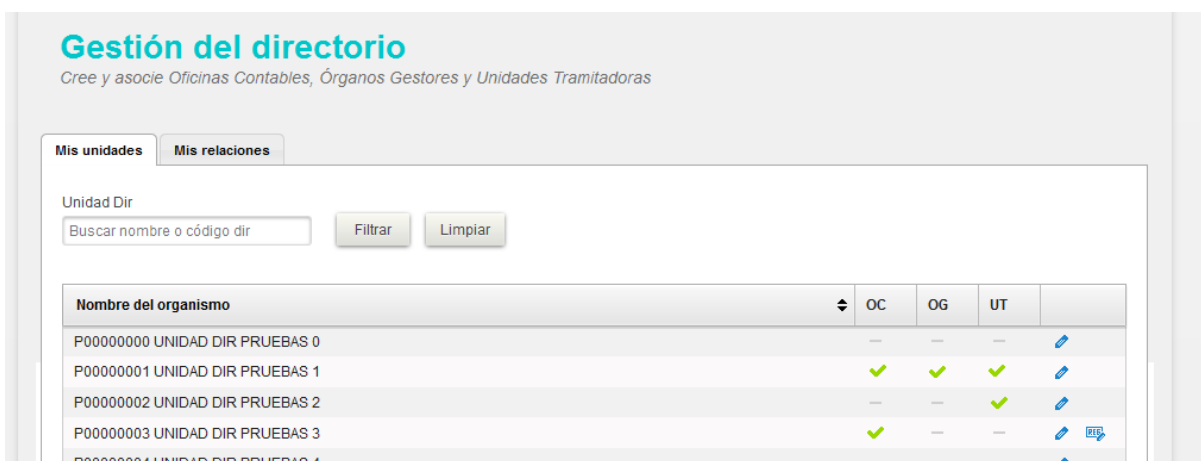 Gestión del directorio
Cree y asocie Oficinas Contables, Órganos Gestores y Unidades Tramitadoras
Mis unidades Mis relaciones
Unidad Dir
Buscar nombre o código dir Filtrar Limpiar
Nombre del organismo OC OG UT
P00000000 UNIDAD DIR PRUEBAS 0
P00000001 UNIDAD DIR PRUEBAS 1
P00000002 UNIDAD DIR PRUEBAS 2
P00000003 UNIDAD DIR PRUEBAS 3 REG